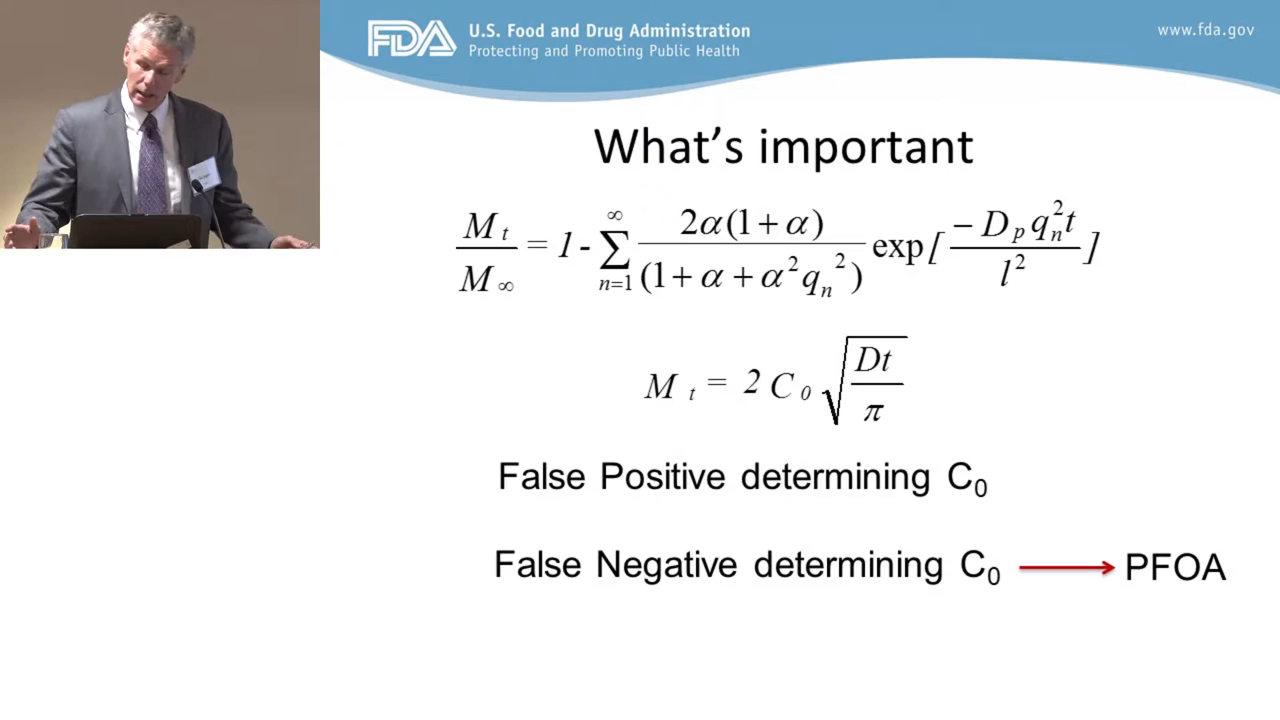 FDA
U.S. Food and Drug Administration
Protecting and Promoting Public Health
www.fda.gov
What's important
M_t / M_∞ = 1 - ∑_{n=1}^{∞} 2α(1+α) / (1+α+α²q_n²) exp[ -D_p q_n² t / l² ]
M_t = 2 C_0 √(Dt / π)
False Positive determining C₀
False Negative determining C₀ → PFOA